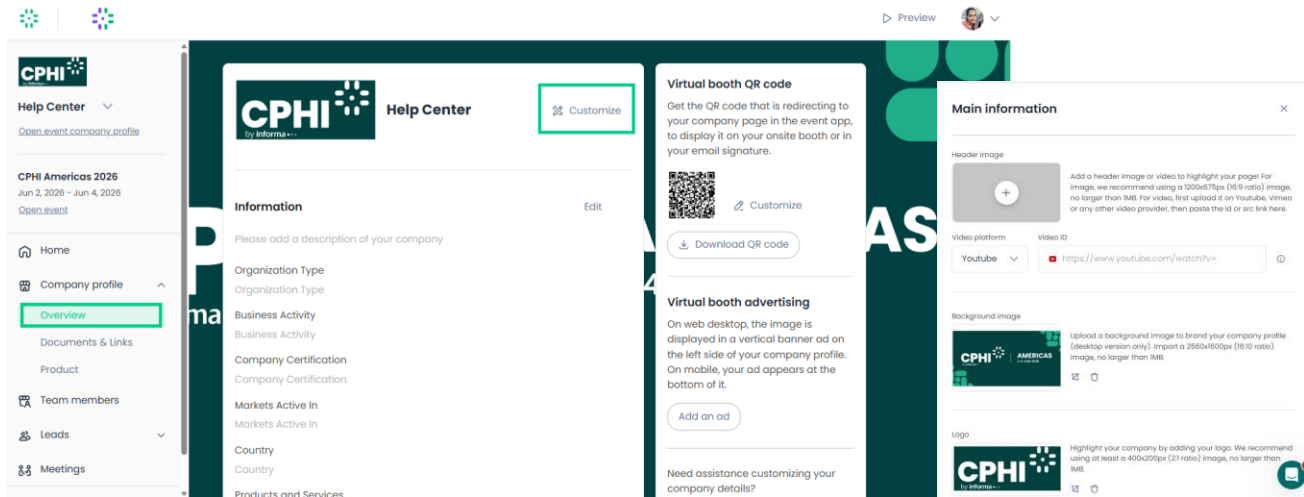 Preview
CPHI
by informa
Help Center
Open event company profile
CPHI Americas 2026
Jun 2, 2026 - Jun 4, 2026
Open event
Home
Company profile
Overview
Documents & Links
Product
Team members
Leads
Meetings
CPHI
by informa
Help Center
Customize
Information
Edit
Please add a description of your company
Organization Type
Organization Type
Business Activity
Business Activity
Company Certification
Company Certification
Markets Active In
Markets Active In
Country
Country
Products and Services
Virtual booth QR code
Get the QR code that is redirecting to
your company page in the event app,
to display it on your onsite booth or in
your email signature.
Customize
Download QR code
Virtual booth advertising
On web desktop, the image is
displayed in a vertical banner ad on
the left side of your company profile.
On mobile, your ad appears at the
bottom of it.
Add an ad
Need assistance customizing your
company details?
AS
Main information
Header image
Add a header image or video to highlight your page! For
image, we recommend using a 1200x675px (16:9 ratio) image,
no larger than 1MB. For video, first upload it on Youtube, Vimeo
or any other video provider, then paste the id or src link here.
Video platform
Video ID
Youtube
https://www.youtube.com/watch?v=
Background image
CPHI AMERICAS
Upload a background image to brand your company profile
(desktop version only). Import a 2560x1600px (16:10 ratio)
image, no larger than 1MB.
Logo
CPHI
by informa
Highlight your company by adding your logo. We recommend
using at least a 400x200px (2:1 ratio) image, no larger than
1MB.